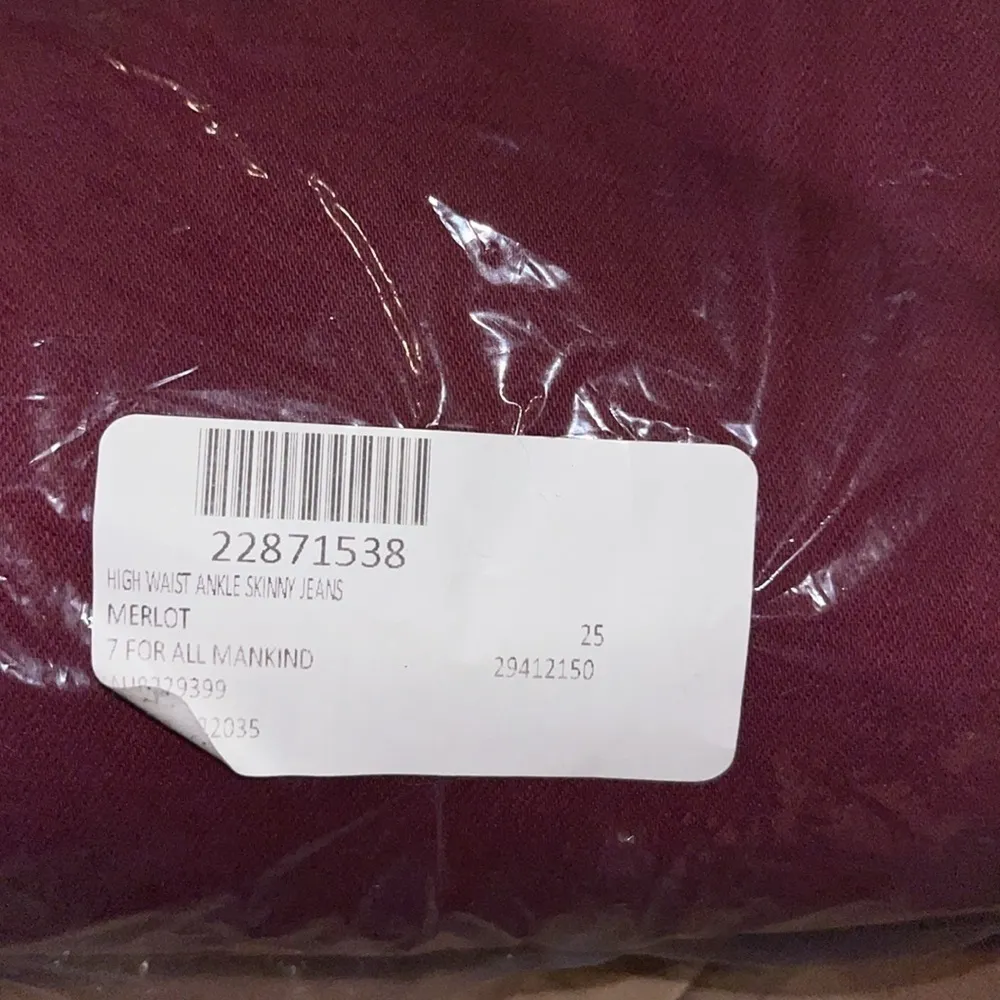 22871538
HIGH WAIST ANKLE SKINNY JEANS
MERLOT
25
7 FOR ALL MANKIND
29412150